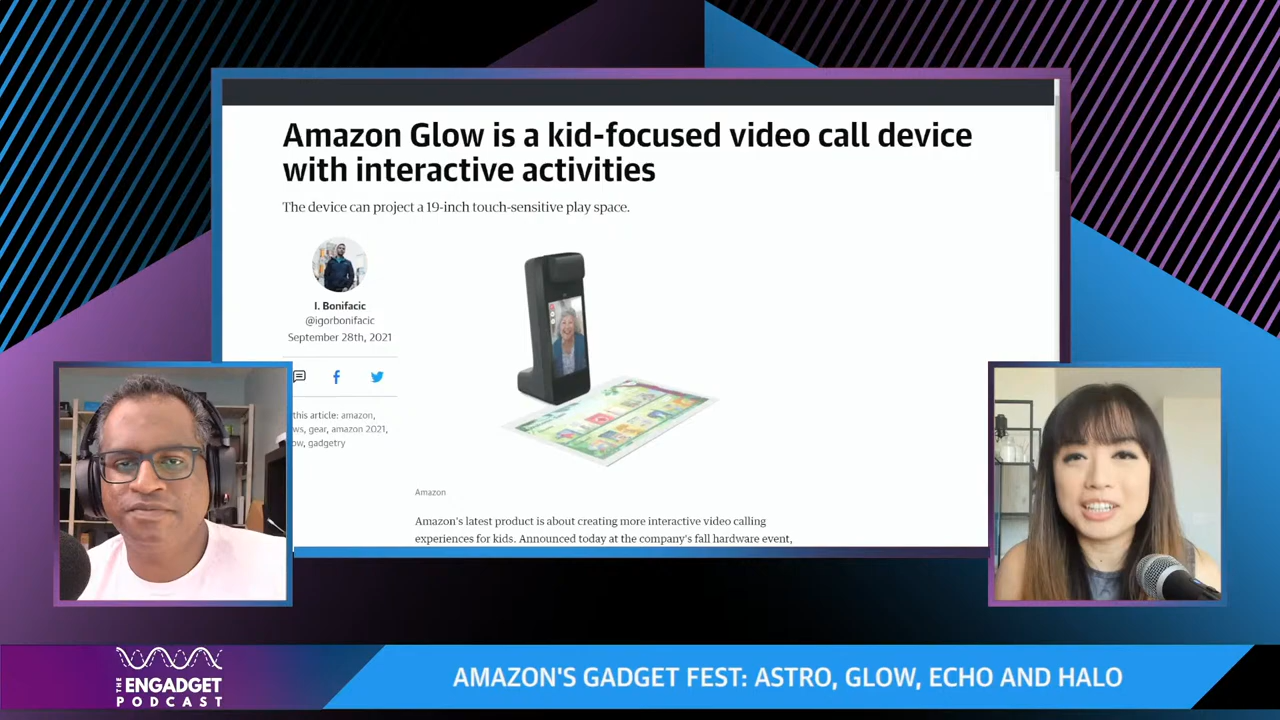 Amazon Glow is a kid-focused video call device
with interactive activities
The device can project a 19-inch touch-sensitive play space.
I. Bonifacic
@igorbonifacic
September 28th, 2021
this article: amazon,
ws, gear, amazon 2021,
ow, gadgetry
Amazon
Amazon's latest product is about creating more interactive video calling
experiences for kids. Announced today at the company's fall hardware event,
THE
ENGADGET
PODCAST
AMAZON'S GADGET FEST: ASTRO, GLOW, ECHO AND HALO